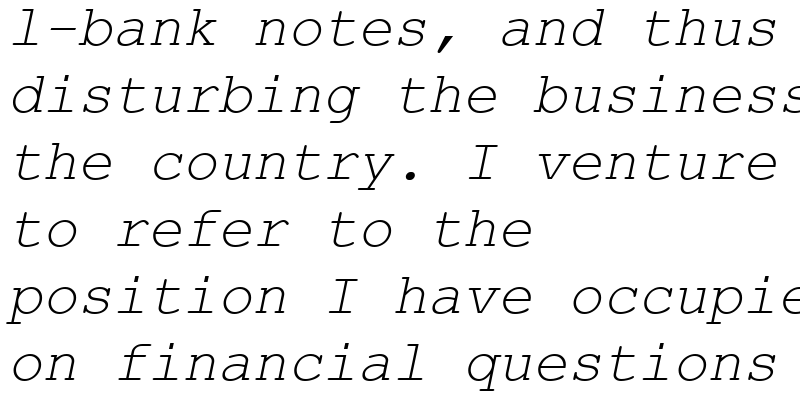 l-bank notes, and thus
disturbing the business
the country. I venture
to refer to the
position I have occupie
on financial questions